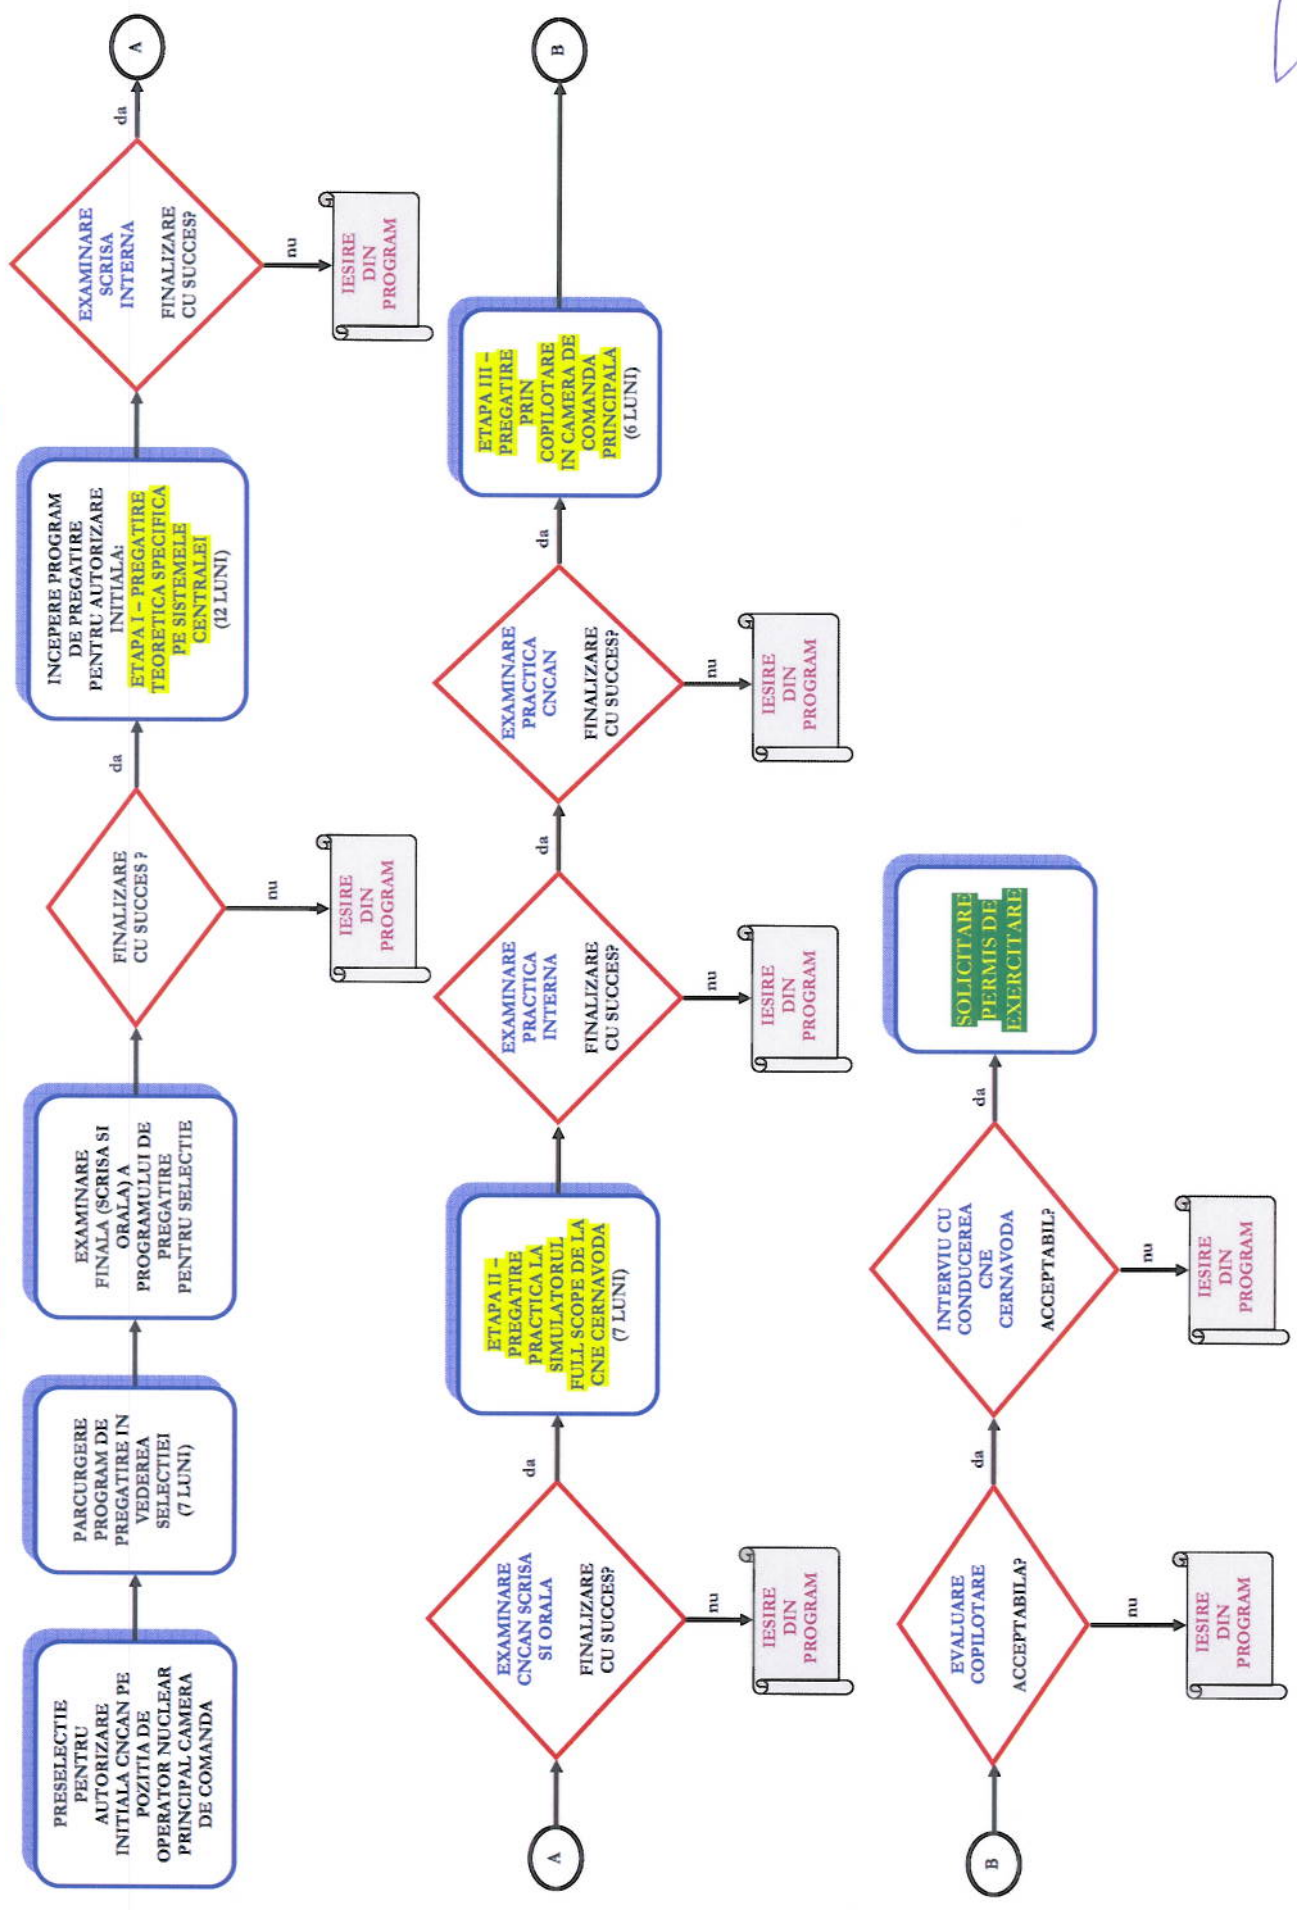 PRESELECTIE
PENTRU
AUTORIZARE
INITIALA CNCAN PE
POZITIA DE
OPERATOR NUCLEAR
PRINCIPAL CAMERA
DE COMANDA
PARCURGERE
PROGRAM DE
PREGATIRE IN
VEDEREA
SELECTIEI
(7 LUNI)
EXAMINARE
FINALA (SCRISA SI
ORALA) A
PROGRAMULUI DE
PREGATIRE
PENTRU SELECTIE
FINALIZARE
CU SUCCES ?
da
nu
IESIRE
DIN
PROGRAM
INCEPERE PROGRAM
DE PREGATIRE
PENTRU AUTORIZARE
INITIALA:
ETAPA I – PREGATIRE
TEORETICA SPECIFICA
PE SISTEMELE
CENTRALEI
(12 LUNI)
EXAMINARE
SCRISA
INTERNA
FINALIZARE
CU SUCCES?
da
A
nu
IESIRE
DIN
PROGRAM
A
EXAMINARE
CNCAN SCRISA
SI ORALA
FINALIZARE
CU SUCCES?
da
nu
IESIRE
DIN
PROGRAM
ETAPA II –
PREGATIRE
PRACTICA LA
SIMULATORUL
FULL SCOPE DE LA
CNE CERNAVODA
(7 LUNI)
EXAMINARE
PRACTICA
INTERNA
FINALIZARE
CU SUCCES?
da
nu
IESIRE
DIN
PROGRAM
EXAMINARE
PRACTICA
CNCAN
FINALIZARE
CU SUCCES?
da
nu
IESIRE
DIN
PROGRAM
ETAPA III –
PREGATIRE
PRIN
COPILOTARE
IN CAMERA DE
COMANDA
PRINCIPALA
(6 LUNI)
B
B
EVALUARE
COPILOTARE
ACCEPTABILA?
da
nu
IESIRE
DIN
PROGRAM
INTERVIU CU
CONDUCEREA
CNE
CERNAVODA
ACCEPTABIL?
da
nu
IESIRE
DIN
PROGRAM
SOLICITARE
PERMIS DE
EXERCITARE